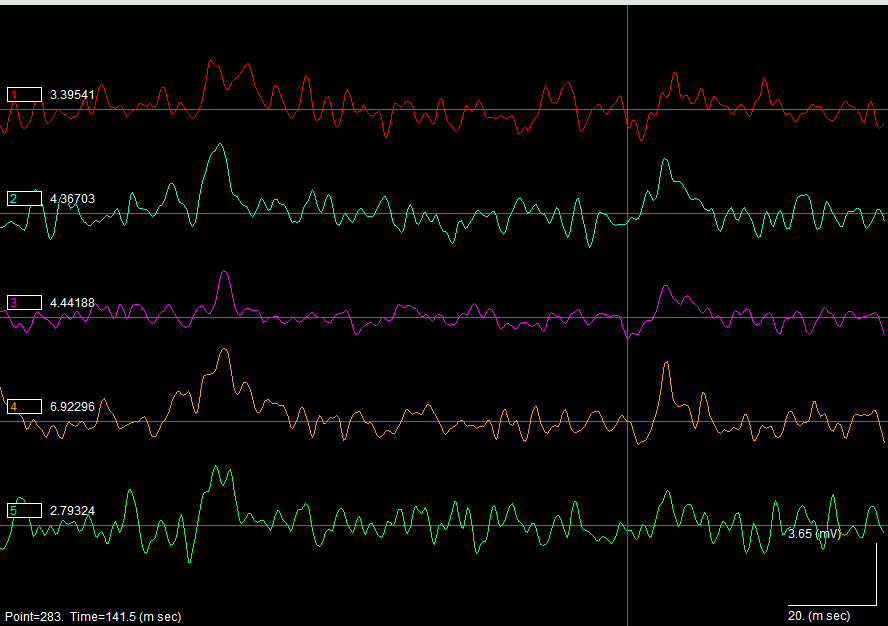 1 3.39541
2 4.36703
3 4.44188
4 6.92296
5 2.79324
3.65 (mV)
20. (m sec)
Point=283. Time=141.5 (m sec)